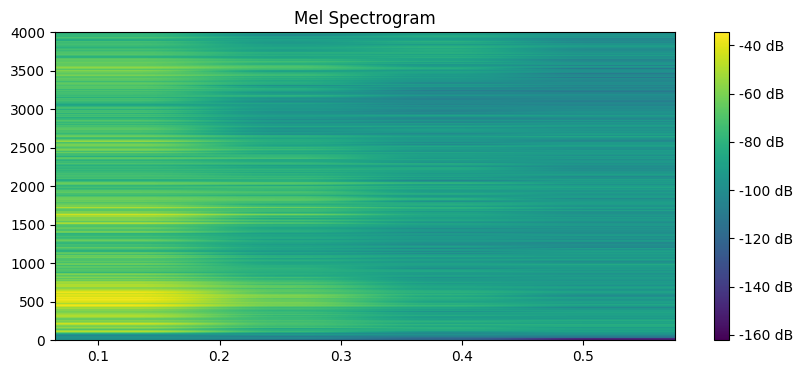 Mel Spectrogram
4000
3500
3000
2500
2000
1500
1000
500
0
0.1 0.2 0.3 0.4 0.5
-40 dB
-60 dB
-80 dB
-100 dB
-120 dB
-140 dB
-160 dB